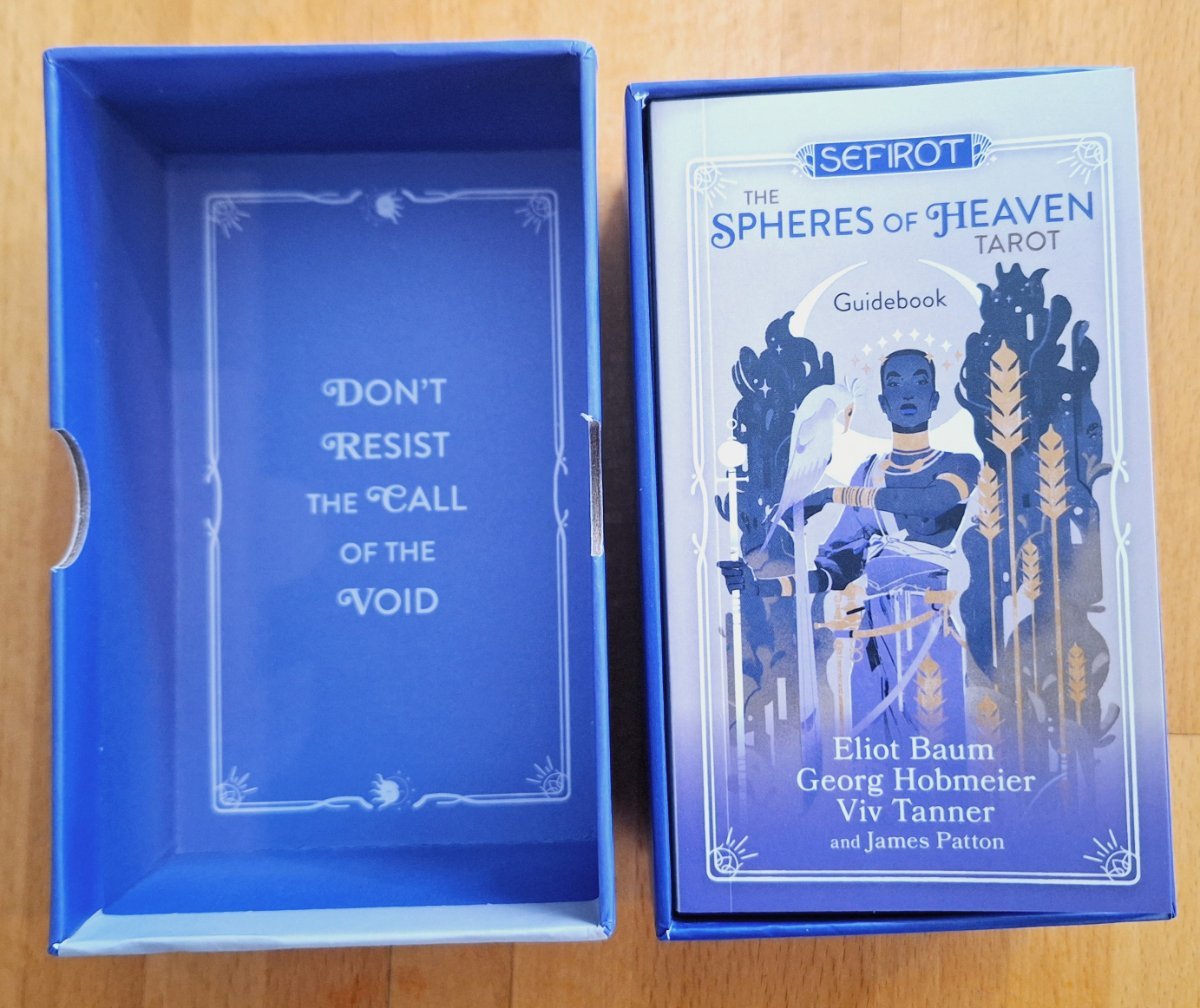 DON'T
RESIST
THE CALL
OF THE
VOID
SEFIROT
THE
SPHERES OF HEAVEN
TAROT
Guidebook
Eliot Baum
Georg Hobmeier
Viv Tanner
and James Patton